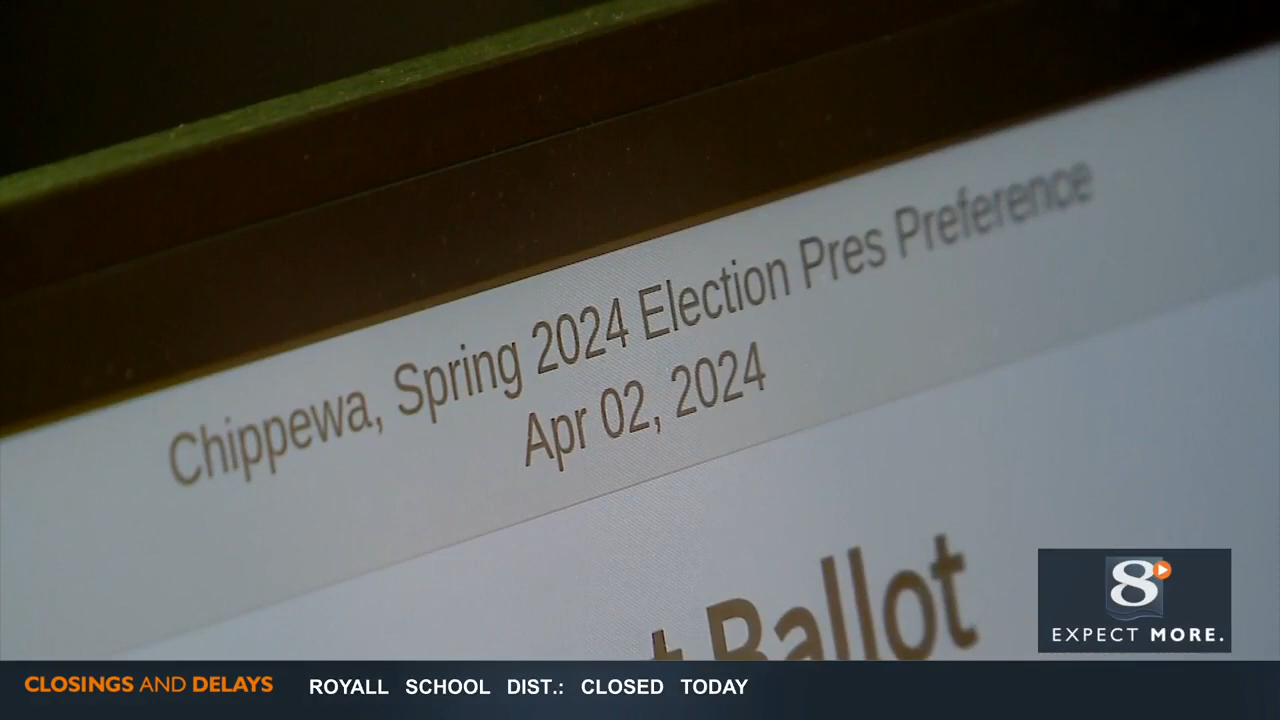 Chippewa, Spring 2024 Election Pres Preference
Apr 02, 2024
Ballot
8
EXPECT MORE.
CLOSINGS AND DELAYS
ROYALL SCHOOL DIST.: CLOSED TODAY